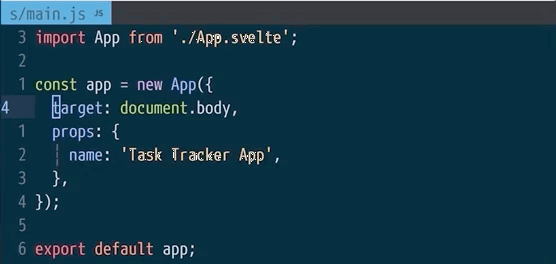 s/main.js JS
3 import App from './App.svelte';
2
1 const app = new App({
4 target: document.body,
1 props: {
2 name: 'Task Tracker App',
3 },
4 });
5
6 export default app;